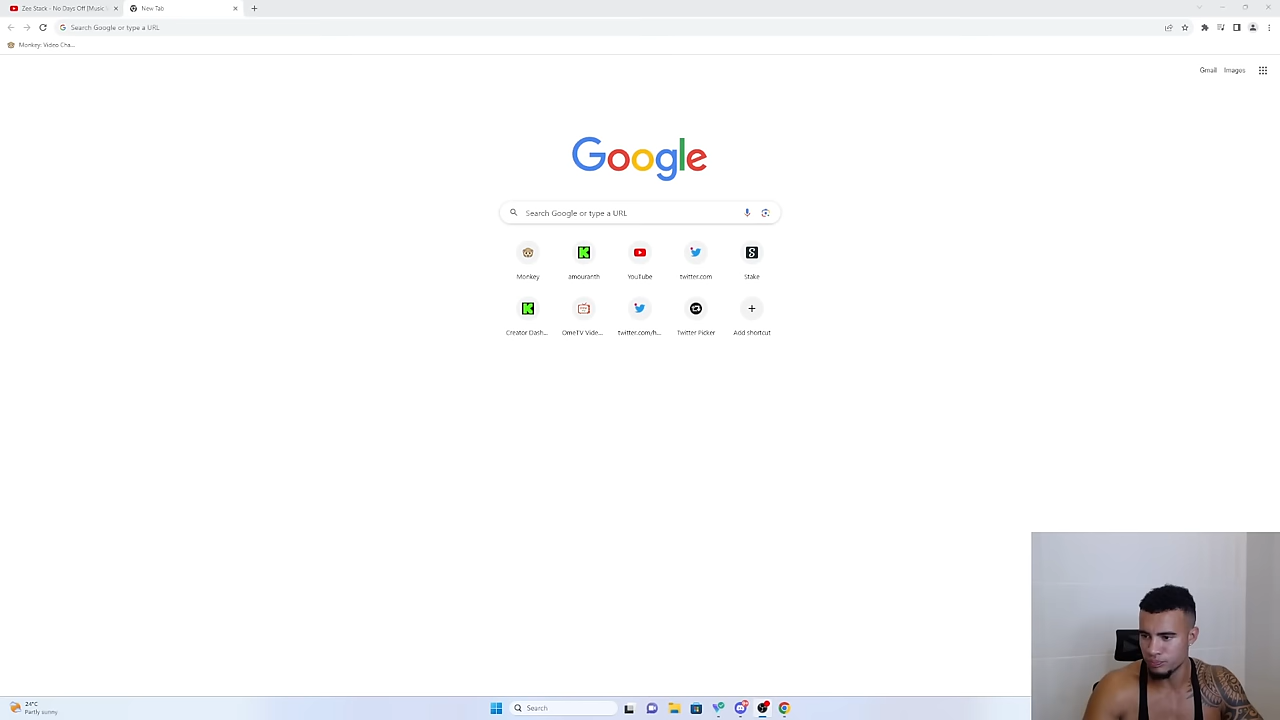 Zee Stack - No Days Off [Music
New Tab
Search Google or type a URL
Monkey: Video Cha...
Gmail
Images
Google
Search Google or type a URL
Monkey
amouranth
YouTube
twitter.com
Stake
Creator Dash...
OmeTV Vide...
twitter.com/h...
Twitter Picker
Add shortcut
24°C
Partly sunny
Search